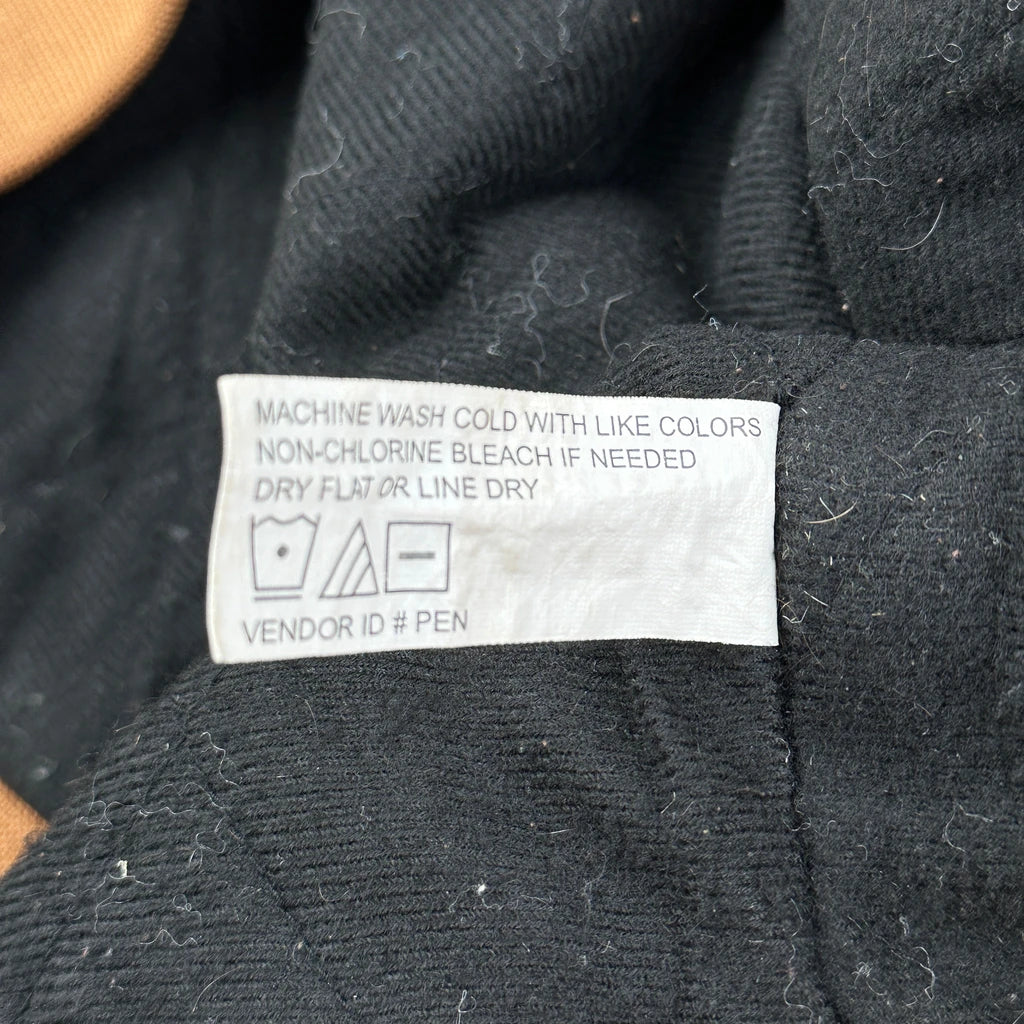 MACHINE WASH COLD WITH LIKE COLORS
NON-CHLORINE BLEACH IF NEEDED
DRY FLAT OR LINE DRY
VENDOR ID # PEN